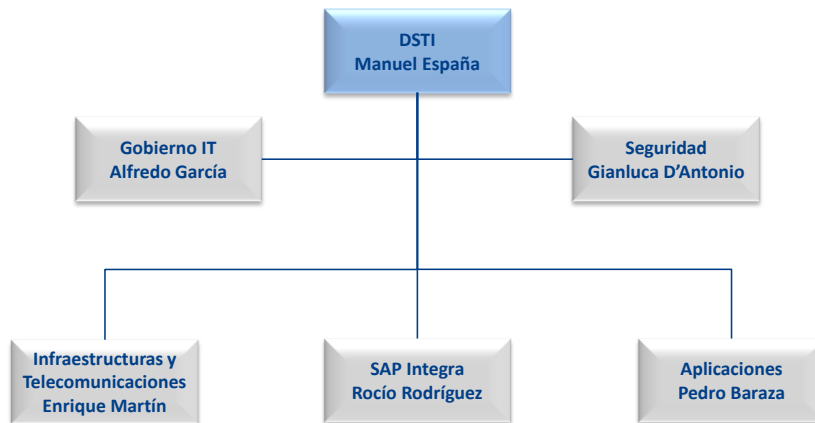 DSTI
Manuel España
Gobierno IT
Alfredo García
Seguridad
Gianluca D’Antonio
Infraestructuras y
Telecomunicaciones
Enrique Martín
SAP Integra
Rocío Rodríguez
Aplicaciones
Pedro Baraza